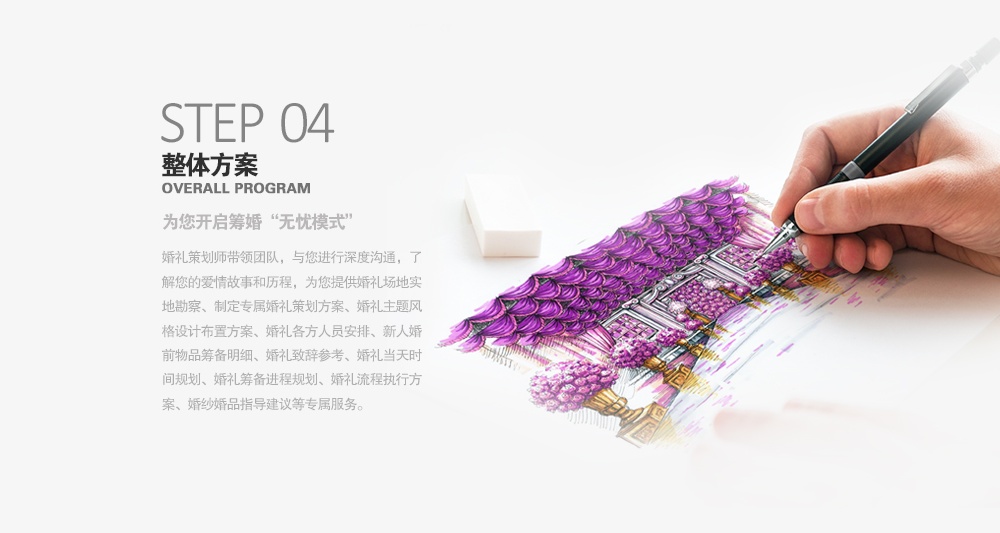 STEP 04
整体方案
OVERALL PROGRAM
为您开启筹婚“无忧模式”
婚礼策划师带领团队，与您进行深度沟通，了
解您的爱情故事和历程，为您提供婚礼场地实
地勘察、制定专属婚礼策划方案、婚礼主题风
格设计布置方案、婚礼各方人员安排、新人婚
前物品筹备明细、婚礼致辞参考、婚礼当天时
间规划、婚礼筹备进程规划、婚礼流程执行方
案、婚纱婚品指导建议等专属服务。